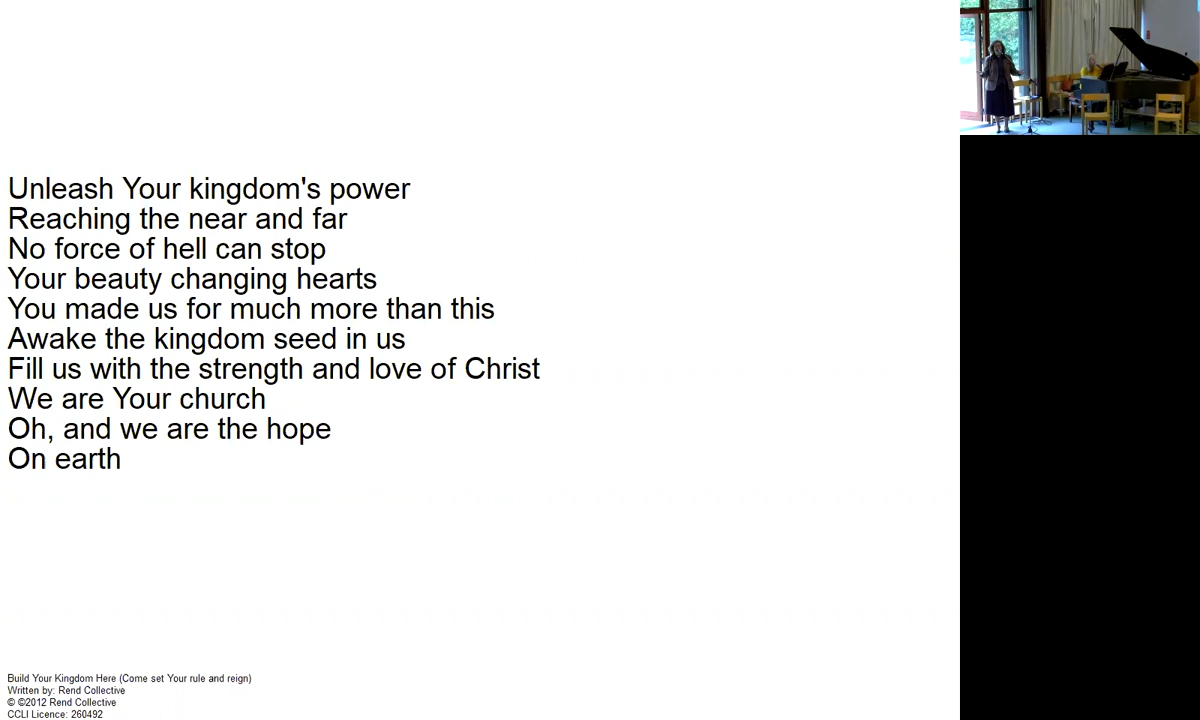 Unleash Your kingdom's power
Reaching the near and far
No force of hell can stop
Your beauty changing hearts
You made us for much more than this
Awake the kingdom seed in us
Fill us with the strength and love of Christ
We are Your church
Oh, and we are the hope
On earth
Build Your Kingdom Here (Come set Your rule and reign)
Written by: Rend Collective
© ©2012 Rend Collective
CCLI Licence: 260492